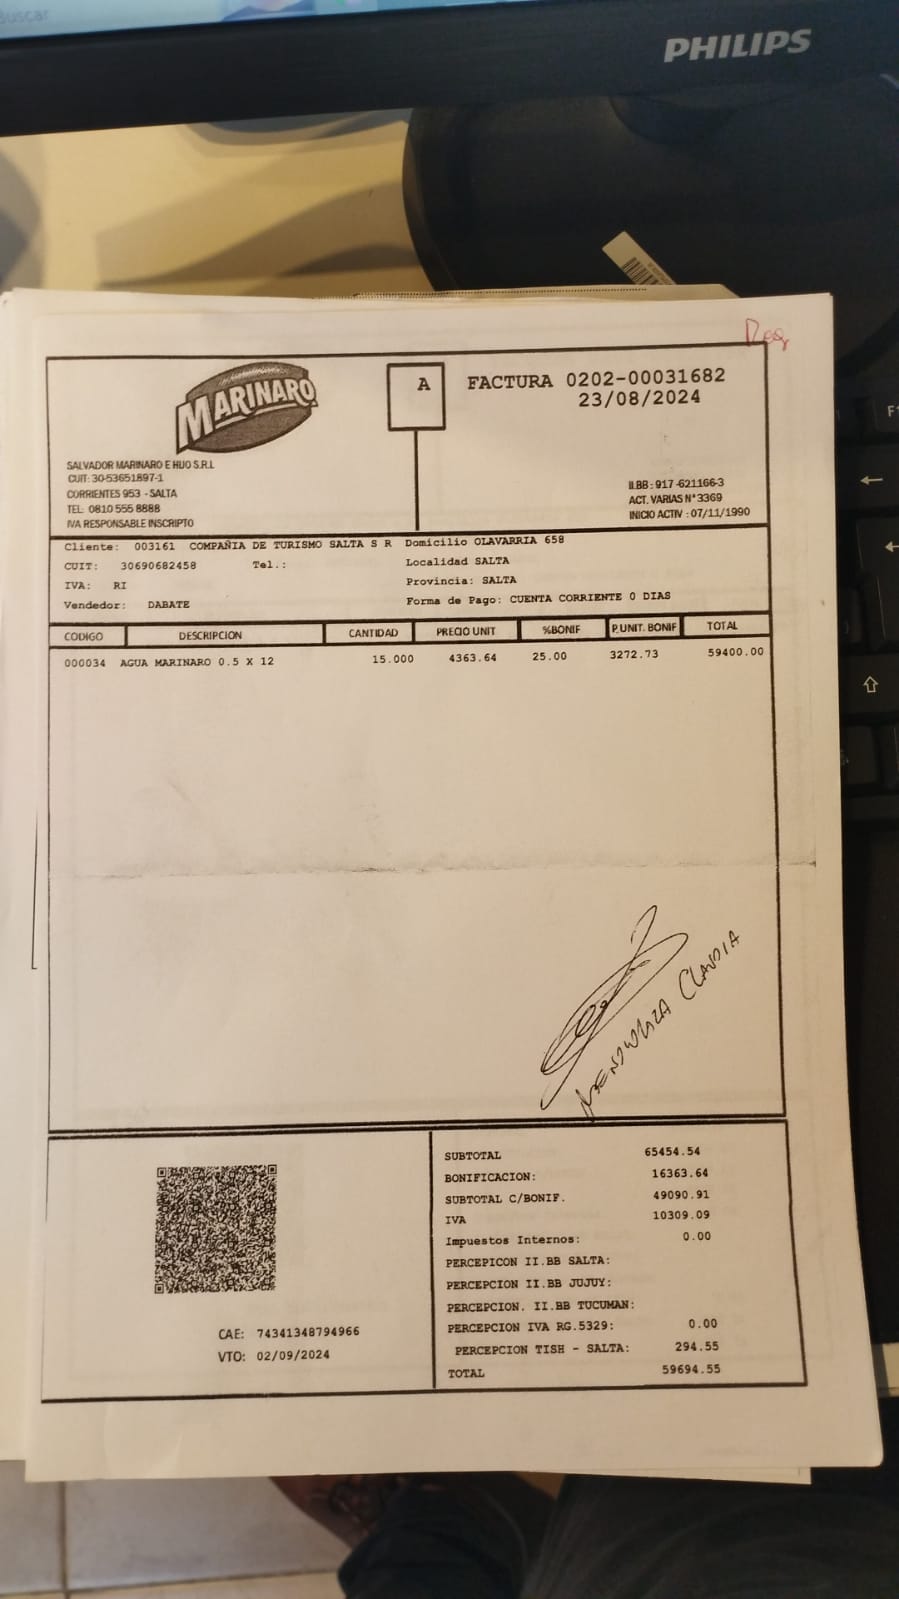 Buscar
PHILIPS
MARINARO
A
FACTURA 0202-00031682
23/08/2024
SALVADOR MARINARO E HIJO S.R.L
CUIT: 30-53651897-1
CORRIENTES 953 - SALTA
TEL: 0810 555 8888
IVA RESPONSABLE INSCRIPTO
II.BB : 917-621166-3
ACT. VARIAS N° 3369
INICIO ACTIV : 07/11/1990
Cliente: 003161 COMPAÑIA DE TURISMO SALTA S R Domicilio OLAVARRIA 658
CUIT: 30690682458 Tel.: Localidad SALTA
IVA: RI Provincia: SALTA
Vendedor: DABATE Forma de Pago: CUENTA CORRIENTE 0 DIAS
CODIGO DESCRIPCION CANTIDAD PRECIO UNIT %BONIF P.UNIT. BONIF TOTAL
000034 AGUA MARINARO 0.5 X 12 15.000 4363.64 25.00 3272.73 59400.00
CLAUDIA
SUBTOTAL 65454.54
BONIFICACION: 16363.64
SUBTOTAL C/BONIF. 49090.91
IVA 10309.09
Impuestos Internos: 0.00
PERCEPICON II.BB SALTA:
PERCEPCION II.BB JUJUY:
PERCEPCION. II.BB TUCUMAN:
PERCEPCION IVA RG.5329: 0.00
PERCEPCION TISH - SALTA: 294.55
TOTAL 59694.55
CAE: 74341348794966
VTO: 02/09/2024